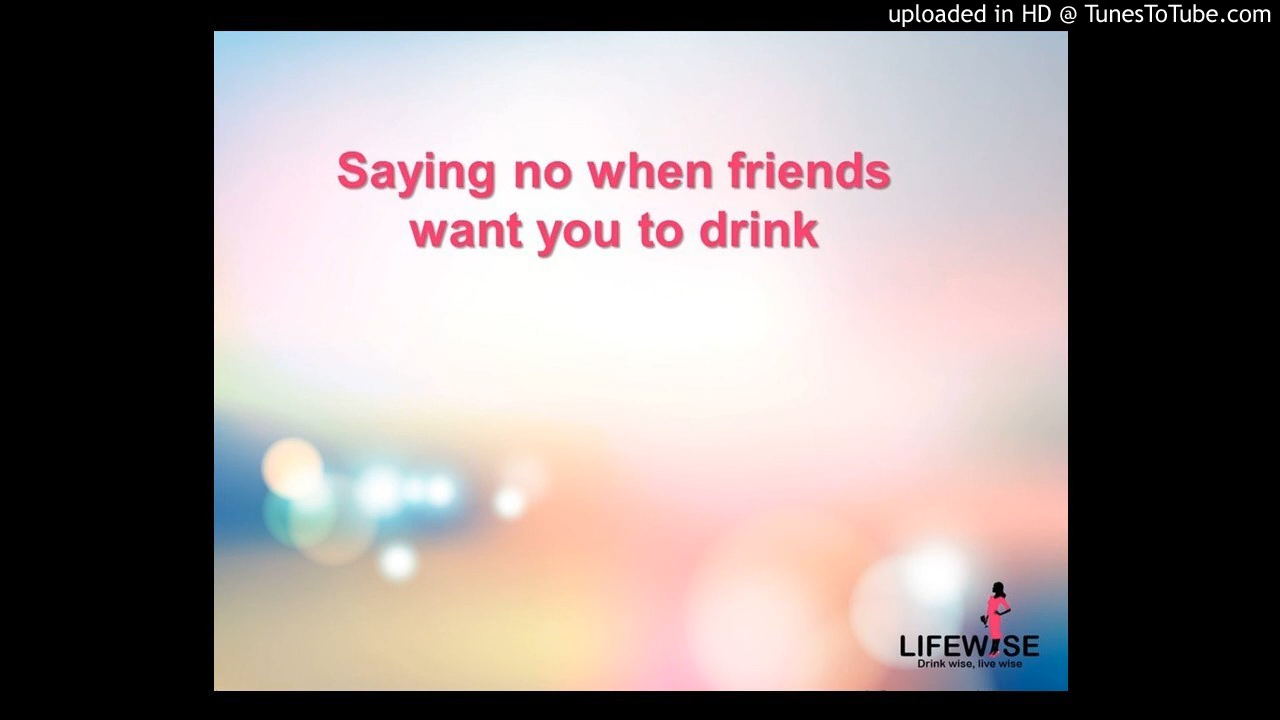 uploaded in HD @ TunesToTube.com
Saying no when friends
want you to drink
LIFEWISE
Drink wise, live wise